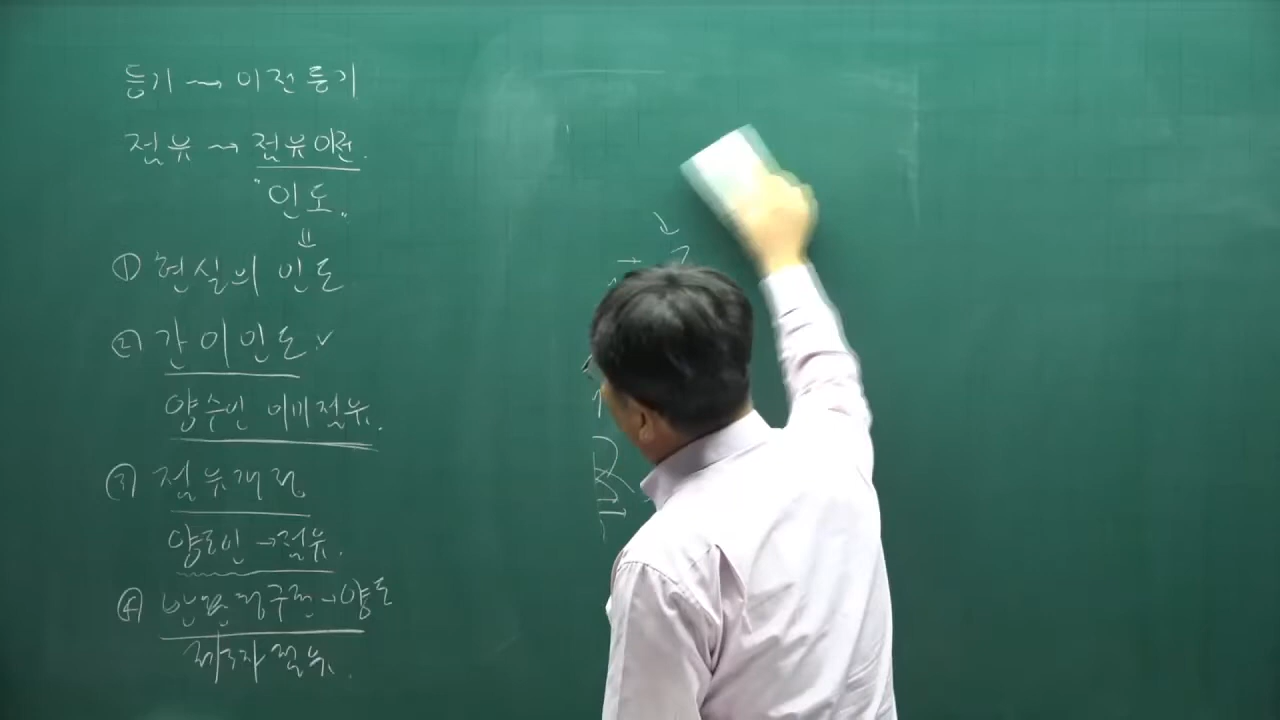 등기 → 이전등기
점유 → 점유이전.
"인도"
⇓
① 현실의 인도
② 간이인도 ✓
양수인 이미점유.
③ 점유개정
양도인 → 점유.
④ 반환청구권 → 양도
제3자 점유.